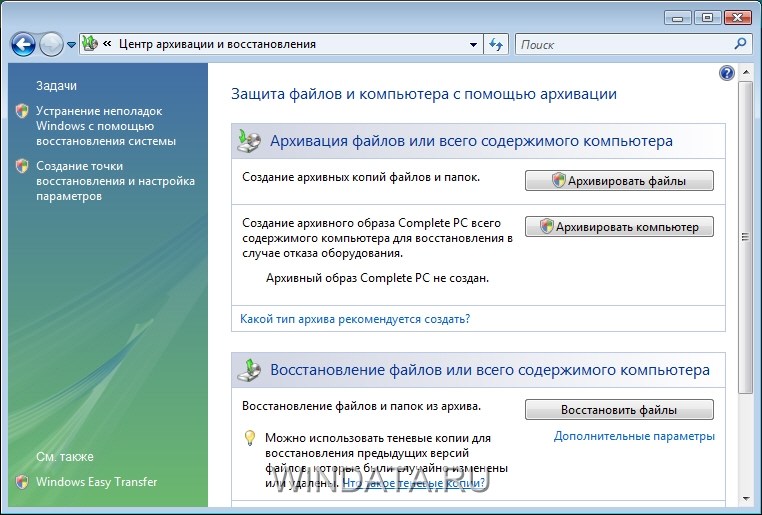 Центр архивации и восстановления
Поиск
Задачи
Устранение неполадок
Windows с помощью
восстановления системы
Создание точки
восстановления и настройка
параметров
См. также
Windows Easy Transfer
Защита файлов и компьютера с помощью архивации
Архивация файлов или всего содержимого компьютера
Создание архивных копий файлов и папок.
Архивировать файлы
Создание архивного образа Complete PC всего
содержимого компьютера для восстановления в
случае отказа оборудования.
Архивировать компьютер
Архивный образ Complete PC не создан.
Какой тип архива рекомендуется создать?
Восстановление файлов или всего содержимого компьютера
Восстановление файлов и папок из архива.
Восстановить файлы
Дополнительные параметры
Можно использовать теневые копии для
восстановления предыдущих версий
файлов, которые были случайно изменены
или удалены. Что такое теневые копии?
WINDATA.RU